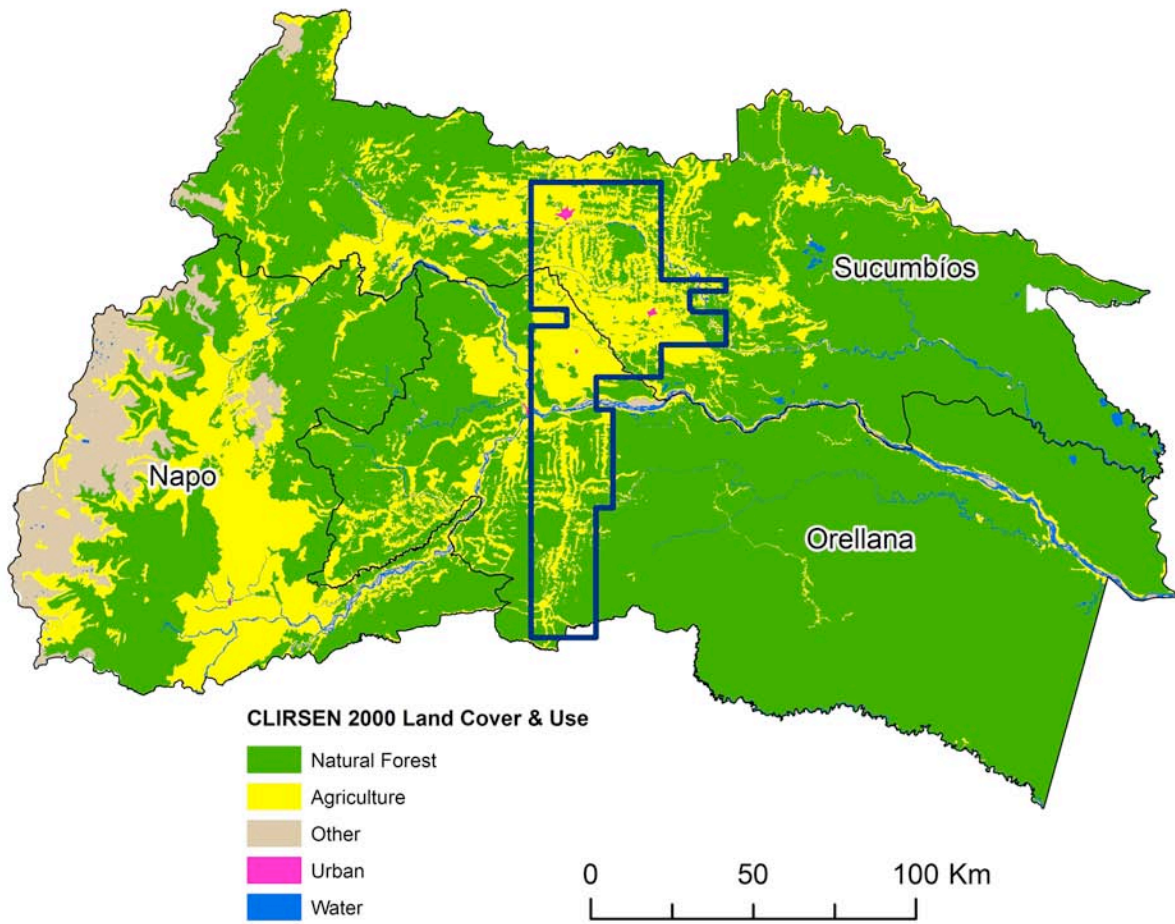 Sucumbíos
Napo
Orellana
CLIRSEN 2000 Land Cover & Use
Natural Forest
Agriculture
Other
Urban
Water
0 50 100 Km